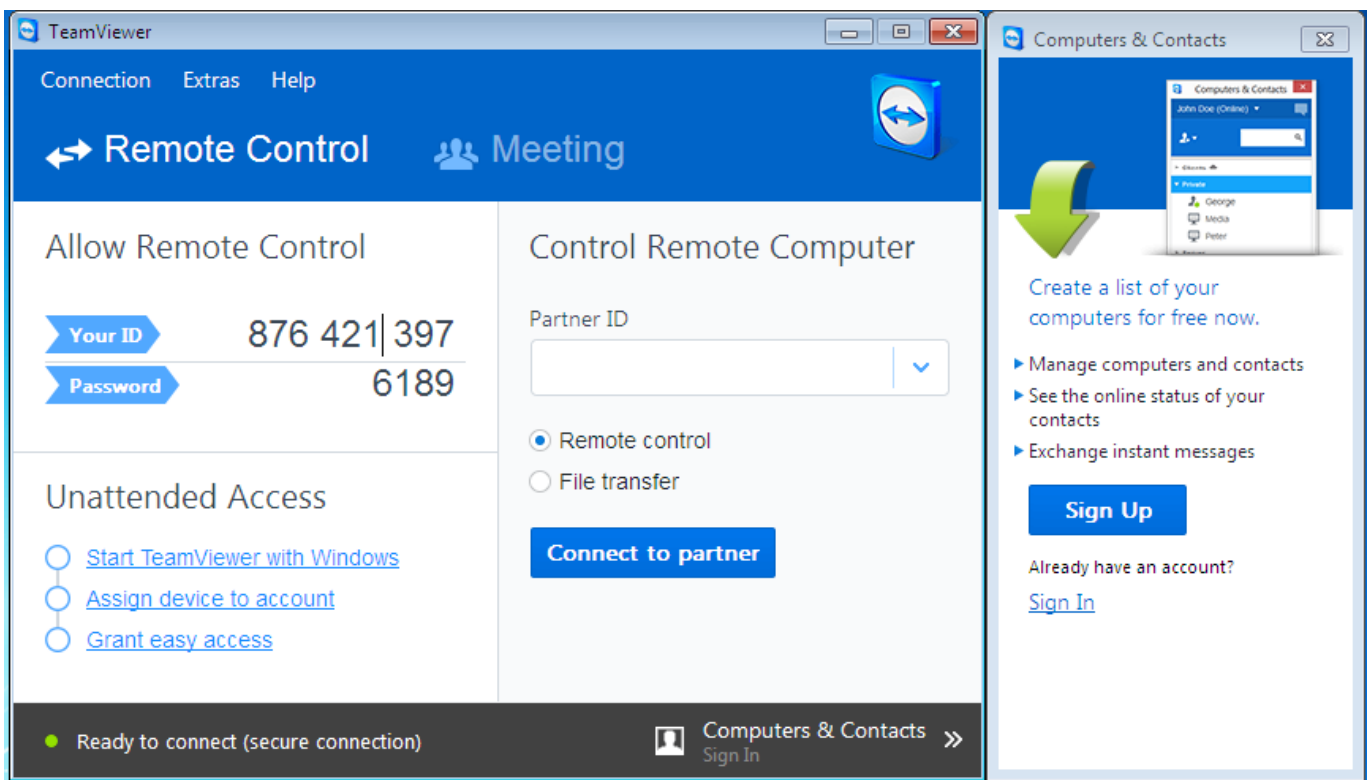 TeamViewer
Connection Extras Help
Remote Control Meeting
Allow Remote Control
Your ID 876 421 397
Password 6189
Unattended Access
Start TeamViewer with Windows
Assign device to account
Grant easy access
Control Remote Computer
Partner ID
Remote control
File transfer
Connect to partner
Ready to connect (secure connection)
Computers & Contacts
Sign In
Computers & Contacts
Computers & Contacts
John Doe (Online)
Private
George
Media
Peter
Create a list of your
computers for free now.
Manage computers and contacts
See the online status of your
contacts
Exchange instant messages
Sign Up
Already have an account?
Sign In